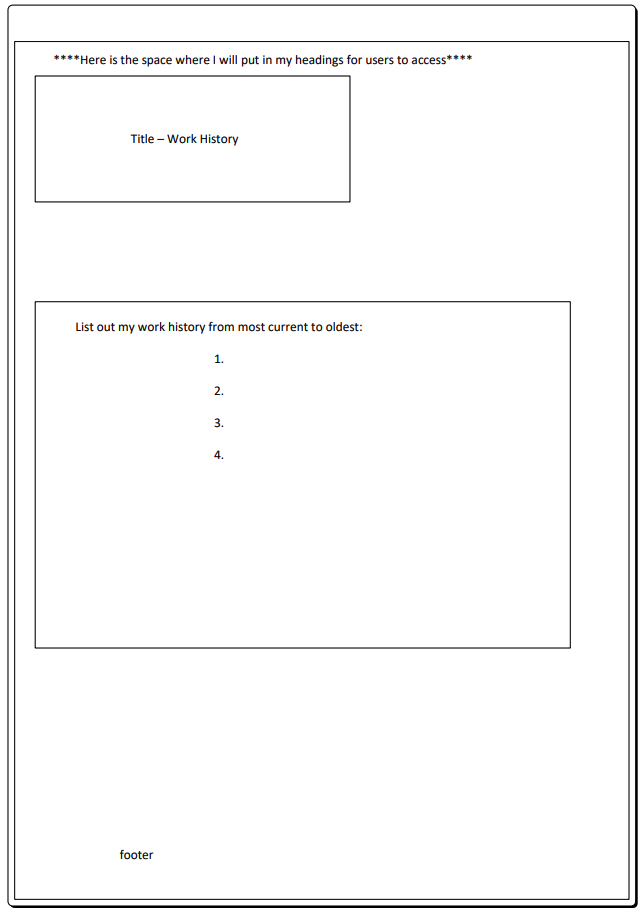 ****Here is the space where I will put in my headings for users to access****
Title – Work History
List out my work history from most current to oldest:
1.
2.
3.
4.
footer